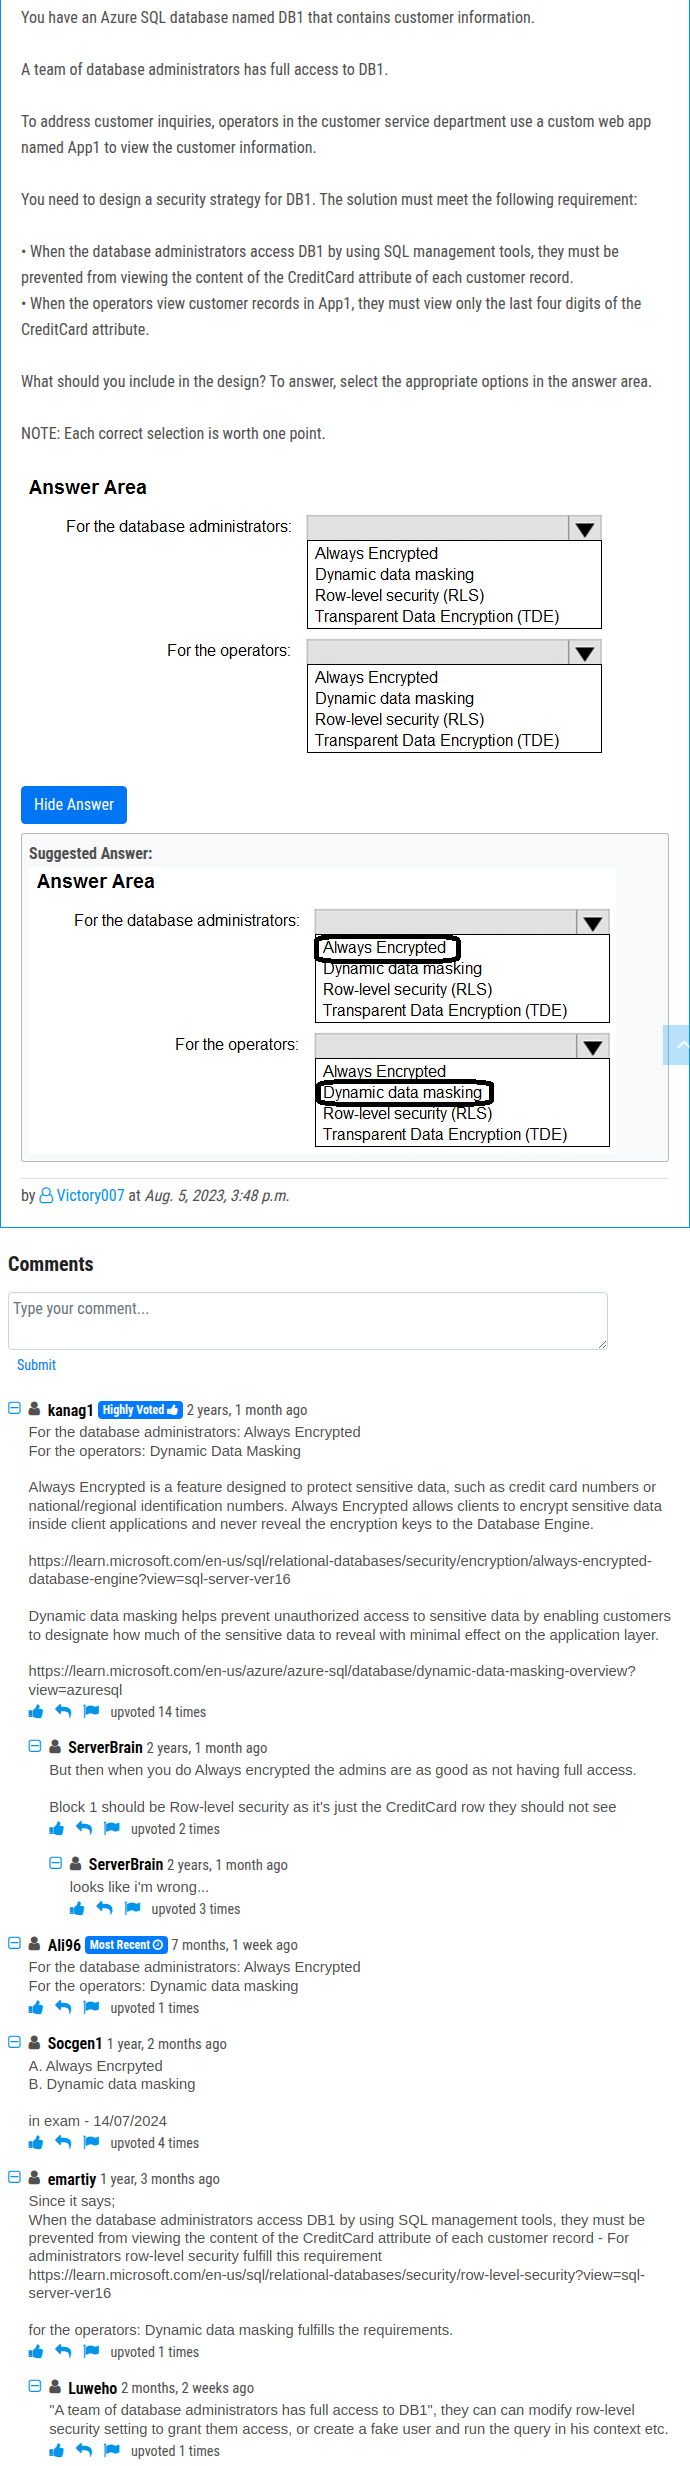 You have an Azure SQL database named DB1 that contains customer information.
A team of database administrators has full access to DB1.
To address customer inquiries, operators in the customer service department use a custom web app
named App1 to view the customer information.
You need to design a security strategy for DB1. The solution must meet the following requirement:
• When the database administrators access DB1 by using SQL management tools, they must be
prevented from viewing the content of the CreditCard attribute of each customer record.
• When the operators view customer records in App1, they must view only the last four digits of the
CreditCard attribute.
What should you include in the design? To answer, select the appropriate options in the answer area.
NOTE: Each correct selection is worth one point.
Answer Area
For the database administrators:
Always Encrypted
Dynamic data masking
Row-level security (RLS)
Transparent Data Encryption (TDE)
For the operators:
Always Encrypted
Dynamic data masking
Row-level security (RLS)
Transparent Data Encryption (TDE)
Hide Answer
Suggested Answer:
Answer Area
For the database administrators:
Always Encrypted
Dynamic data masking
Row-level security (RLS)
Transparent Data Encryption (TDE)
For the operators:
Always Encrypted
Dynamic data masking
Row-level security (RLS)
Transparent Data Encryption (TDE)
by Victory007 at Aug. 5, 2023, 3:48 p.m.
Comments
Type your comment...
Submit
kanag1 Highly Voted 2 years, 1 month ago
For the database administrators: Always Encrypted
For the operators: Dynamic Data Masking
Always Encrypted is a feature designed to protect sensitive data, such as credit card numbers or
national/regional identification numbers. Always Encrypted allows clients to encrypt sensitive data
inside client applications and never reveal the encryption keys to the Database Engine.
https://learn.microsoft.com/en-us/sql/relational-databases/security/encryption/always-encrypted-
database-engine?view=sql-server-ver16
Dynamic data masking helps prevent unauthorized access to sensitive data by enabling customers
to designate how much of the sensitive data to reveal with minimal effect on the application layer.
https://learn.microsoft.com/en-us/azure/azure-sql/database/dynamic-data-masking-overview?
view=azuresql
upvoted 14 times
ServerBrain 2 years, 1 month ago
But then when you do Always encrypted the admins are as good as not having full access.
Block 1 should be Row-level security as it's just the CreditCard row they should not see
upvoted 2 times
ServerBrain 2 years, 1 month ago
looks like i'm wrong...
upvoted 3 times
Ali96 Most Recent 7 months, 1 week ago
For the database administrators: Always Encrypted
For the operators: Dynamic data masking
upvoted 1 times
Socgen1 1 year, 2 months ago
A. Always Encrpyted
B. Dynamic data masking
in exam - 14/07/2024
upvoted 4 times
emartiy 1 year, 3 months ago
Since it says;
When the database administrators access DB1 by using SQL management tools, they must be
prevented from viewing the content of the CreditCard attribute of each customer record - For
administrators row-level security fulfill this requirement
https://learn.microsoft.com/en-us/sql/relational-databases/security/row-level-security?view=sql-
server-ver16
for the operators: Dynamic data masking fulfills the requirements.
upvoted 1 times
Luweho 2 months, 2 weeks ago
"A team of database administrators has full access to DB1", they can can modify row-level
security setting to grant them access, or create a fake user and run the query in his context etc.
upvoted 1 times